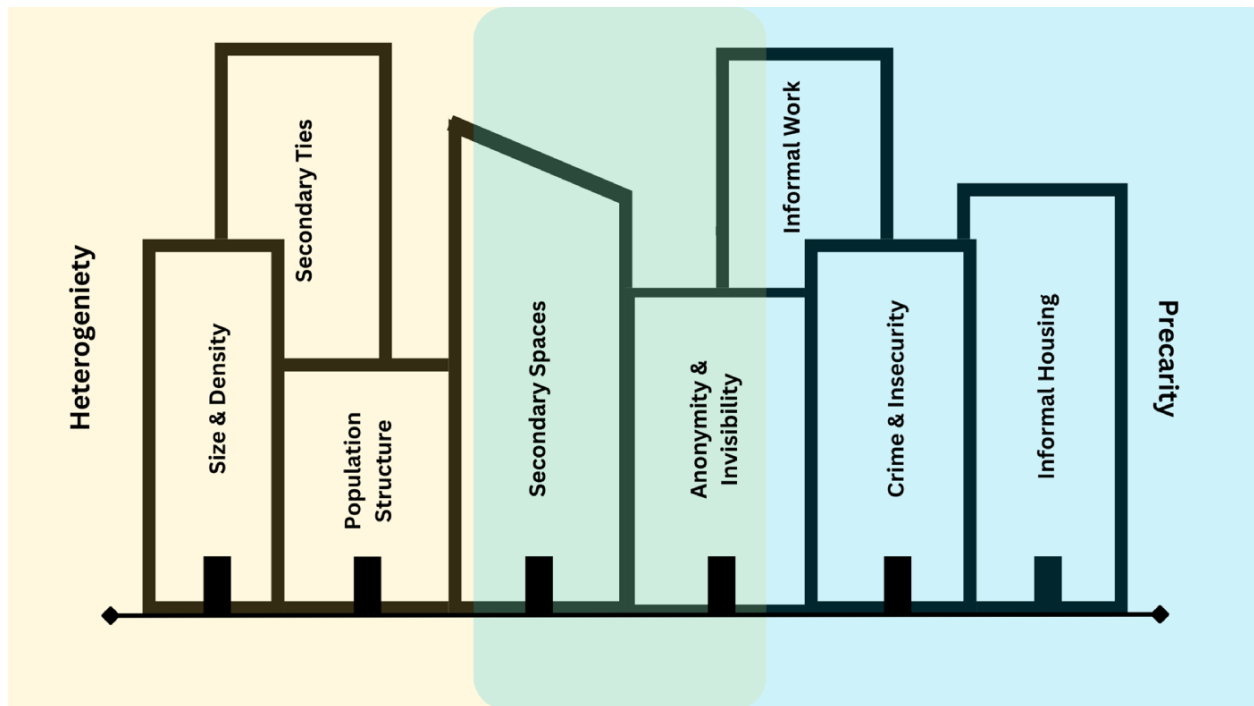 Heterogeniety
Size & Density
Secondary Ties
Population
Structure
Secondary Spaces
Anonymity &
Invisibility
Informal Work
Crime & Insecurity
Informal Housing
Precarity